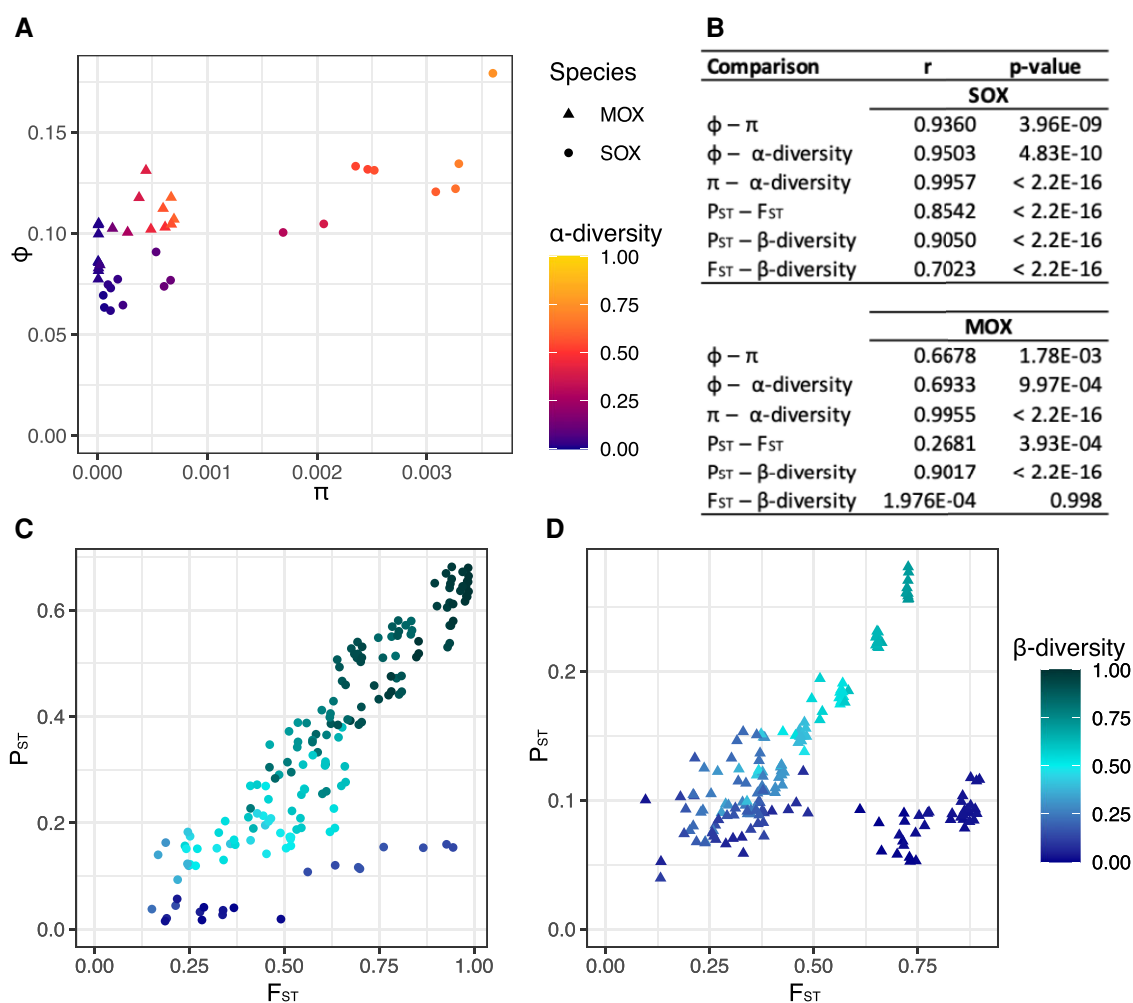 A
ϕ
0.15
0.10
0.05
0.00
0.000 0.001 0.002 0.003
π
Species
MOX
SOX
α-diversity
1.00
0.75
0.50
0.25
0.00
B
Comparison r p-value
SOX
ϕ – π 0.9360 3.96E-09
ϕ – α-diversity 0.9503 4.83E-10
π – α-diversity 0.9957 < 2.2E-16
PST – FST 0.8542 < 2.2E-16
PST – β-diversity 0.9050 < 2.2E-16
FST – β-diversity 0.7023 < 2.2E-16
MOX
ϕ – π 0.6678 1.78E-03
ϕ – α-diversity 0.6933 9.97E-04
π – α-diversity 0.9955 < 2.2E-16
PST – FST 0.2681 3.93E-04
PST – β-diversity 0.9017 < 2.2E-16
FST – β-diversity 1.976E-04 0.998
C
PST
0.6
0.4
0.2
0.0
0.00 0.25 0.50 0.75 1.00
FST
D
PST
0.2
0.1
0.0
0.00 0.25 0.50 0.75
FST
β-diversity
1.00
0.75
0.50
0.25
0.00